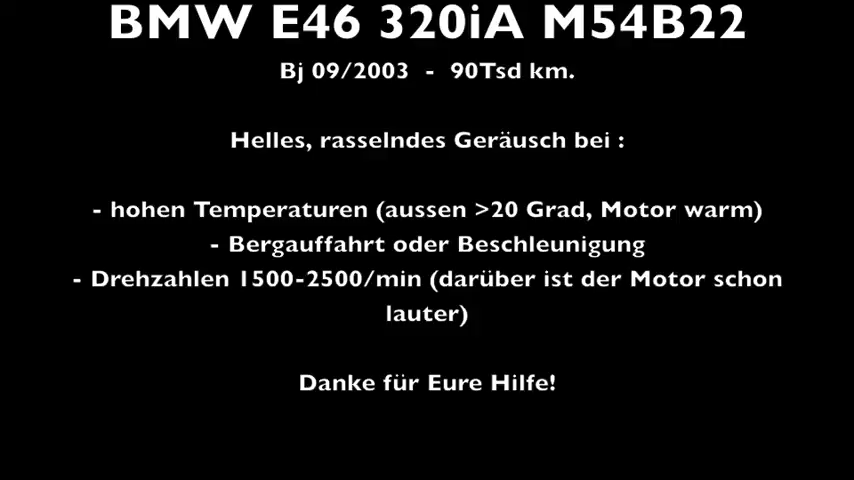 BMW E46 320iA M54B22
Bj 09/2003 - 90Tsd km.
Helles, rasselndes Geräusch bei :
- hohen Temperaturen (aussen >20 Grad, Motor warm)
- Bergauffahrt oder Beschleunigung
- Drehzahlen 1500-2500/min (darüber ist der Motor schon
lauter)
Danke für Eure Hilfe!